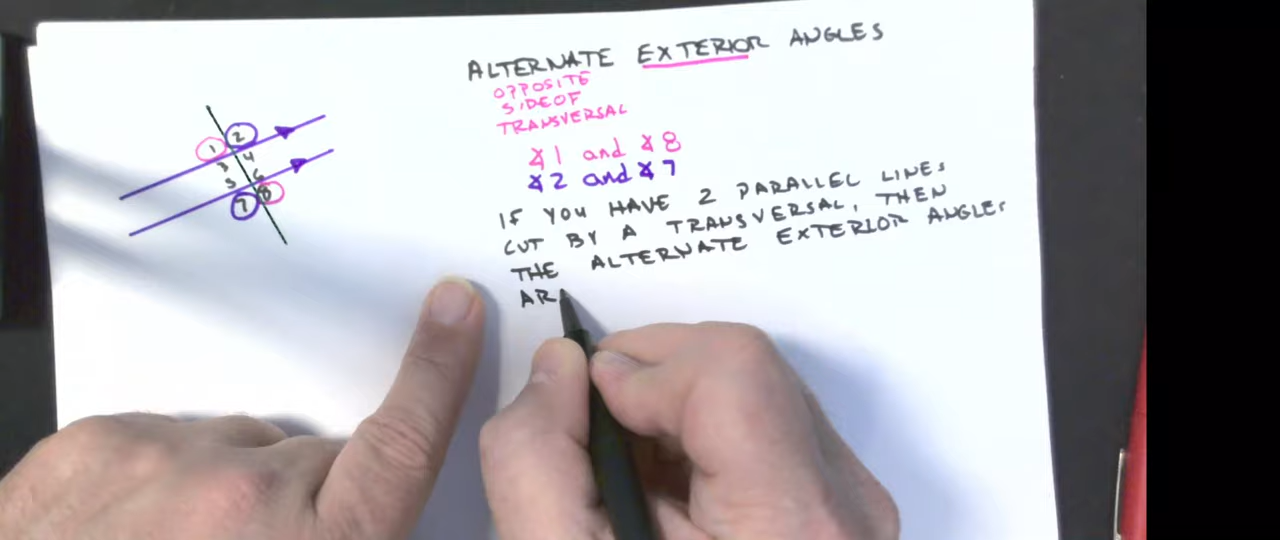 ALTERNATE EXTERIOR ANGLES
OPPOSITE
SIDE OF
TRANSVERSAL
∡1 and ∡8
∡2 and ∡7
IF YOU HAVE 2 PARALLEL LINES
CUT BY A TRANSVERSAL, THEN
THE ALTERNATE EXTERIOR ANGLES
AR
1 2
3 4
5 6
7 8